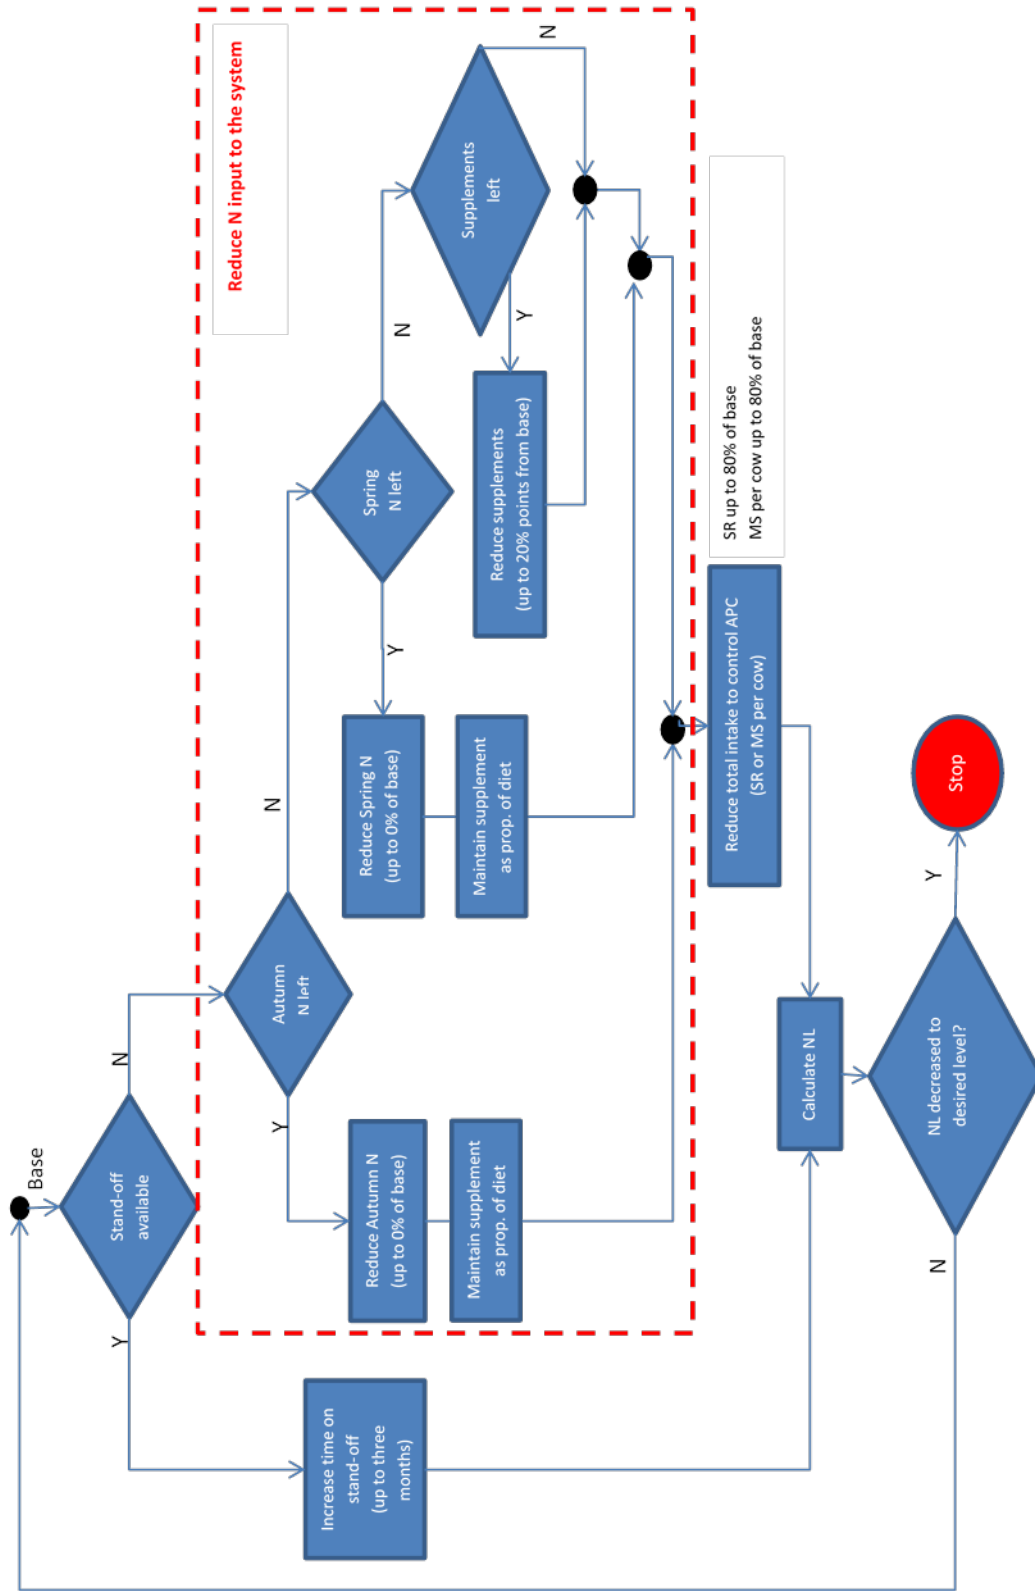 Base
Stand-off
available
Y
N
Increase time on
stand-off
(up to three
months)
Reduce N input to the system
Autumn
N left
Y
N
Reduce Autumn N
(up to 0% of base)
Maintain supplement
as prop. of diet
Spring
N left
Y
N
Reduce Spring N
(up to 0% of base)
Maintain supplement
as prop. of diet
Supplements
left
Y
N
Reduce supplements
(up to 20% points from base)
Reduce total intake to control APC
(SR or MS per cow)
SR up to 80% of base
MS per cow up to 80% of base
Calculate NL
NL decreased to
desired level?
N
Y
Stop